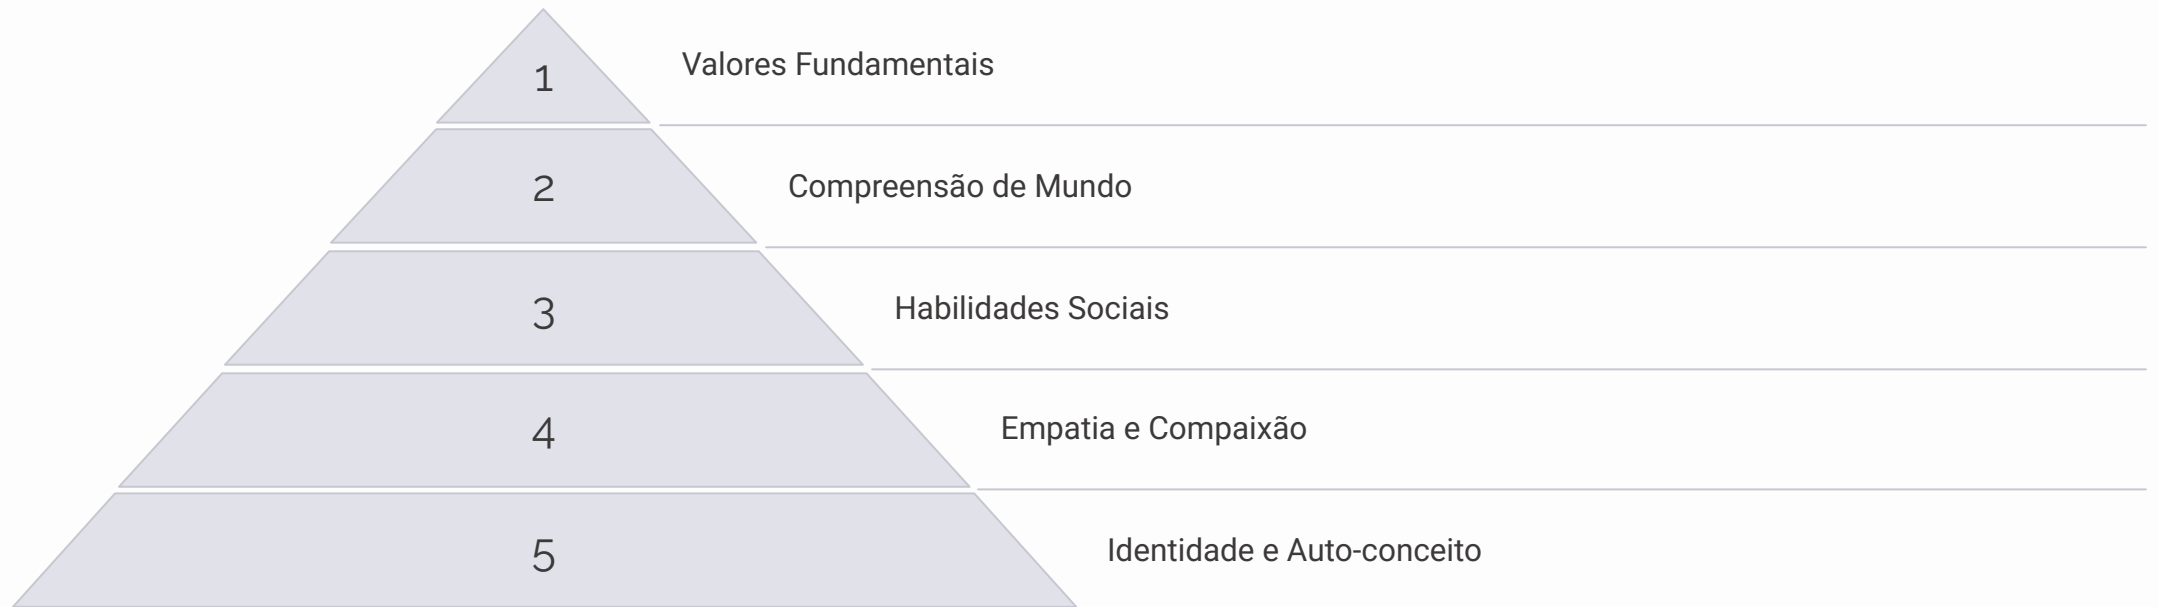 1
Valores Fundamentais
2
Compreensão de Mundo
3
Habilidades Sociais
4
Empatia e Compaixão
5
Identidade e Auto-conceito